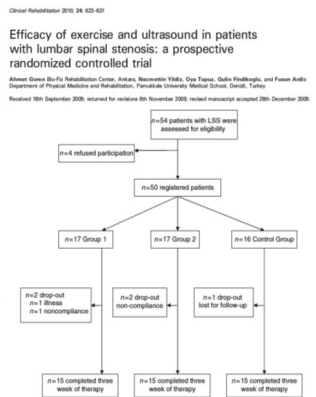 Clinical Rehabilitation 2010; 24: 623–631
Efficacy of exercise and ultrasound in patients
with lumbar spinal stenosis: a prospective
randomized controlled trial
Ahmet Goren Bio-Fiz Rehabilitation Center, Ankara, Necmettin Yildiz, Oya Topuz, Gulin Findikoglu, and Fusun Ardic
Department of Physical Medicine and Rehabilitation, Pamukkale University Medical School, Denizli, Turkey
Received 18th September 2009; returned for revisions 6th November 2009; revised manuscript accepted 28th December 2009.
n=54 patients with LSS were
assessed for eligibility
n=4 refused participation
n=50 registered patients
n=17 Group 1
n=17 Group 2
n=16 Control Group
n=2 drop-out
n=1 illness
n=1 noncompliance
n=2 drop-out
non-compliance
n=1 drop-out
lost for follow-up
n=15 completed three
week of therapy
n=15 completed three
week of therapy
n=15 completed three
week of therapy